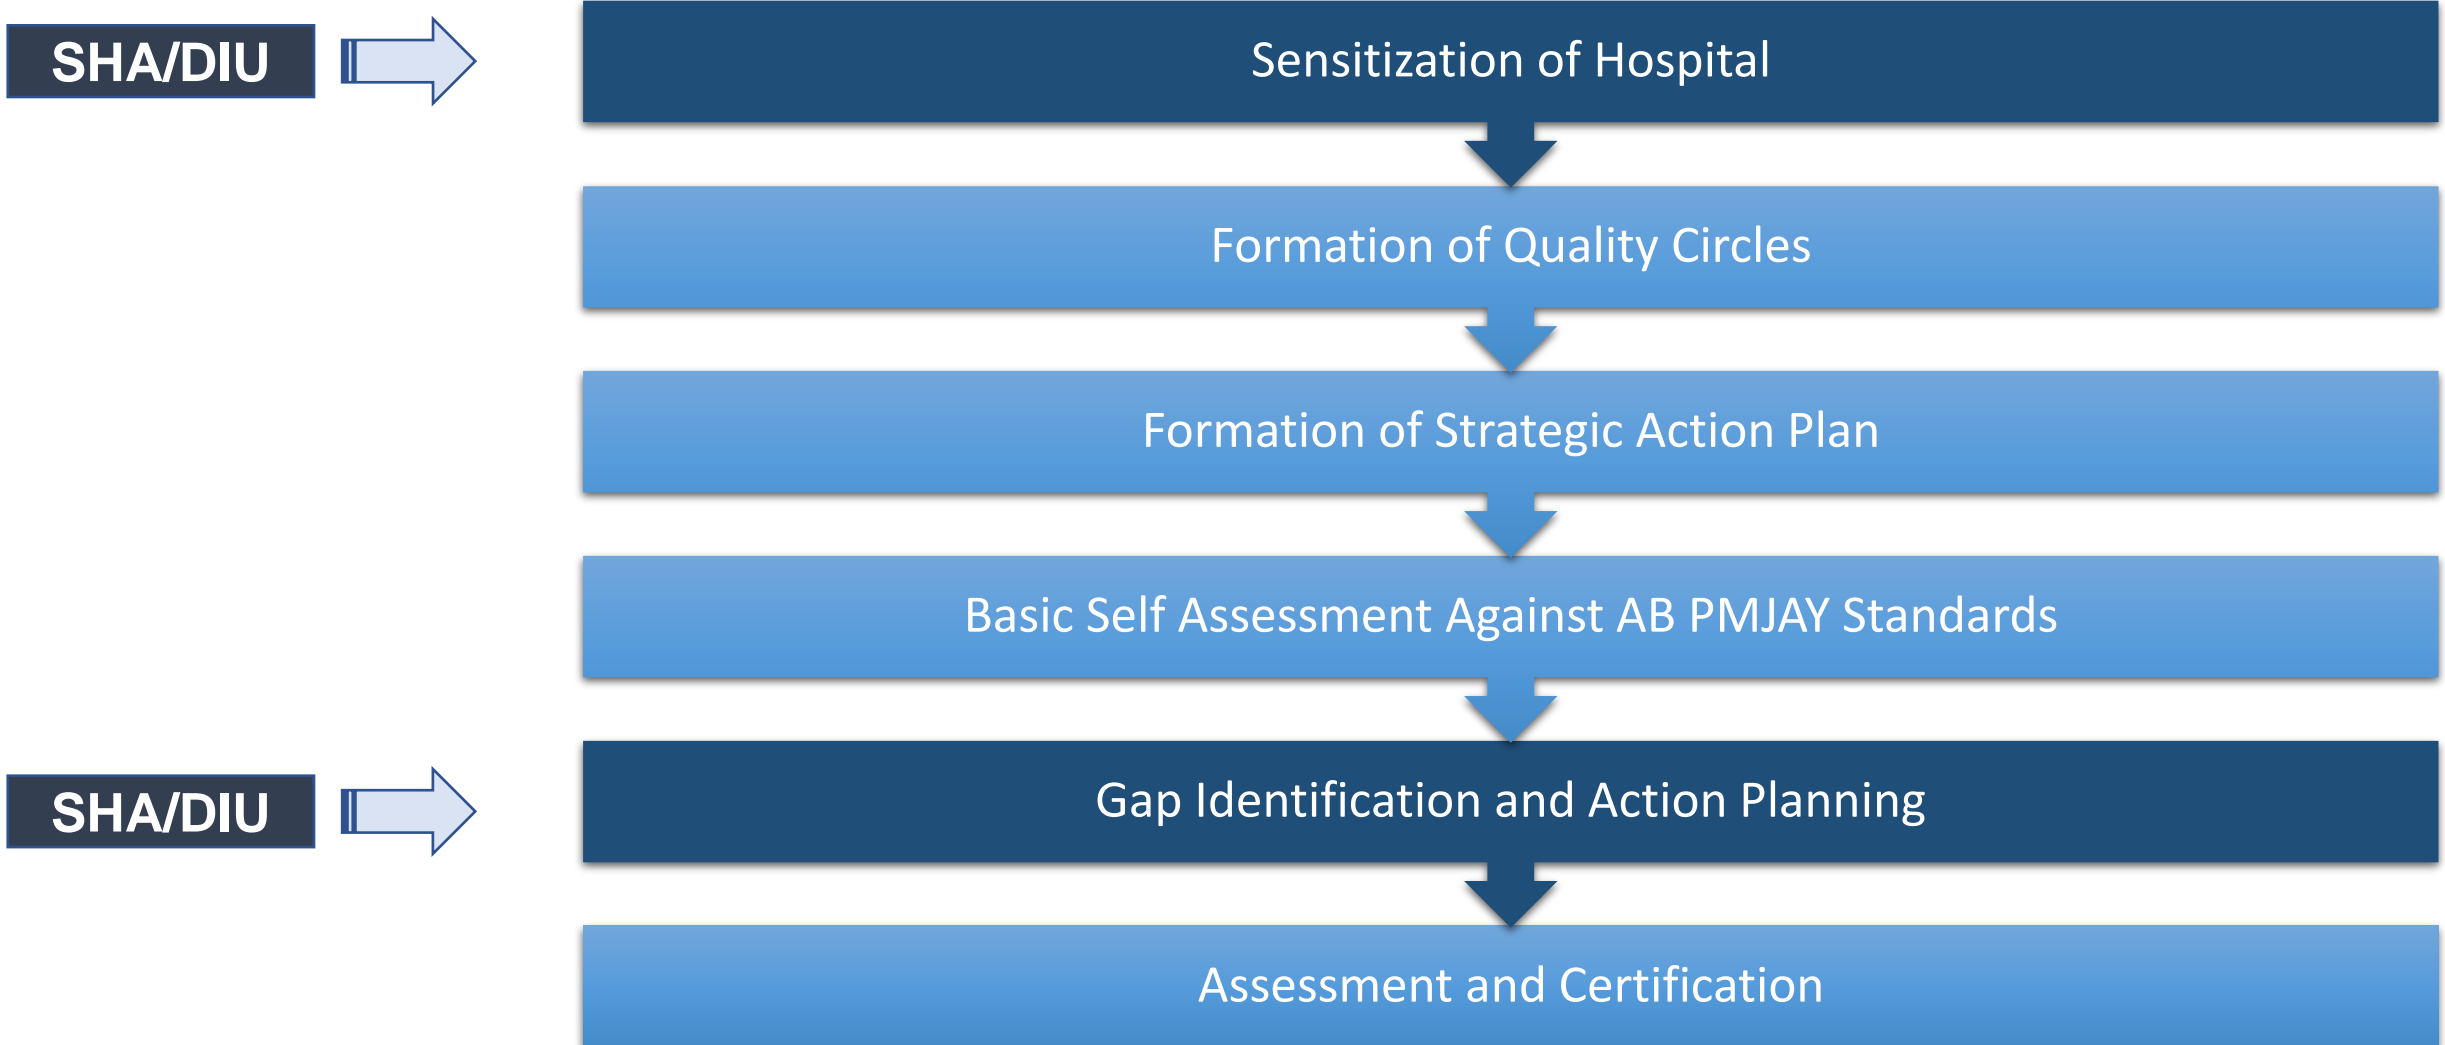 SHA/DIU
Sensitization of Hospital
Formation of Quality Circles
Formation of Strategic Action Plan
Basic Self Assessment Against AB PMJAY Standards
SHA/DIU
Gap Identification and Action Planning
Assessment and Certification